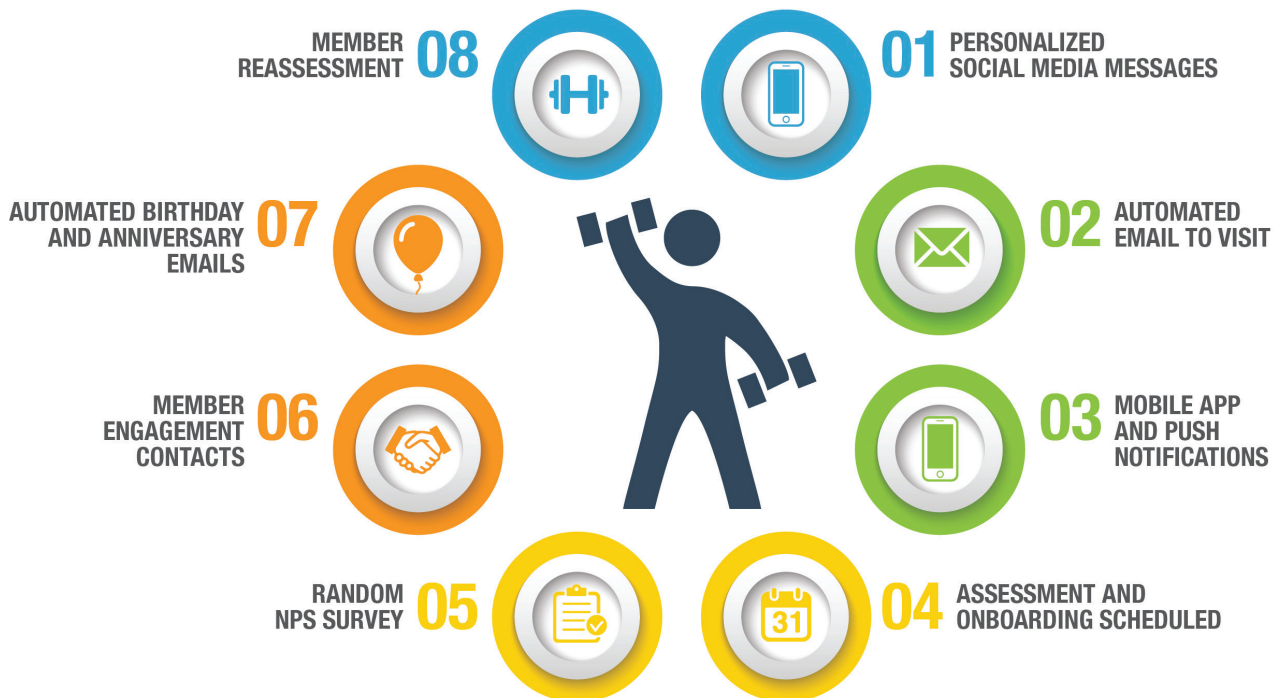 01 PERSONALIZED
SOCIAL MEDIA MESSAGES
02 AUTOMATED
EMAIL TO VISIT
03 MOBILE APP
AND PUSH
NOTIFICATIONS
04 ASSESSMENT AND
ONBOARDING SCHEDULED
31
05 RANDOM
NPS SURVEY
06 MEMBER
ENGAGEMENT
CONTACTS
07 AUTOMATED BIRTHDAY
AND ANNIVERSARY
EMAILS
08 MEMBER
REASSESSMENT